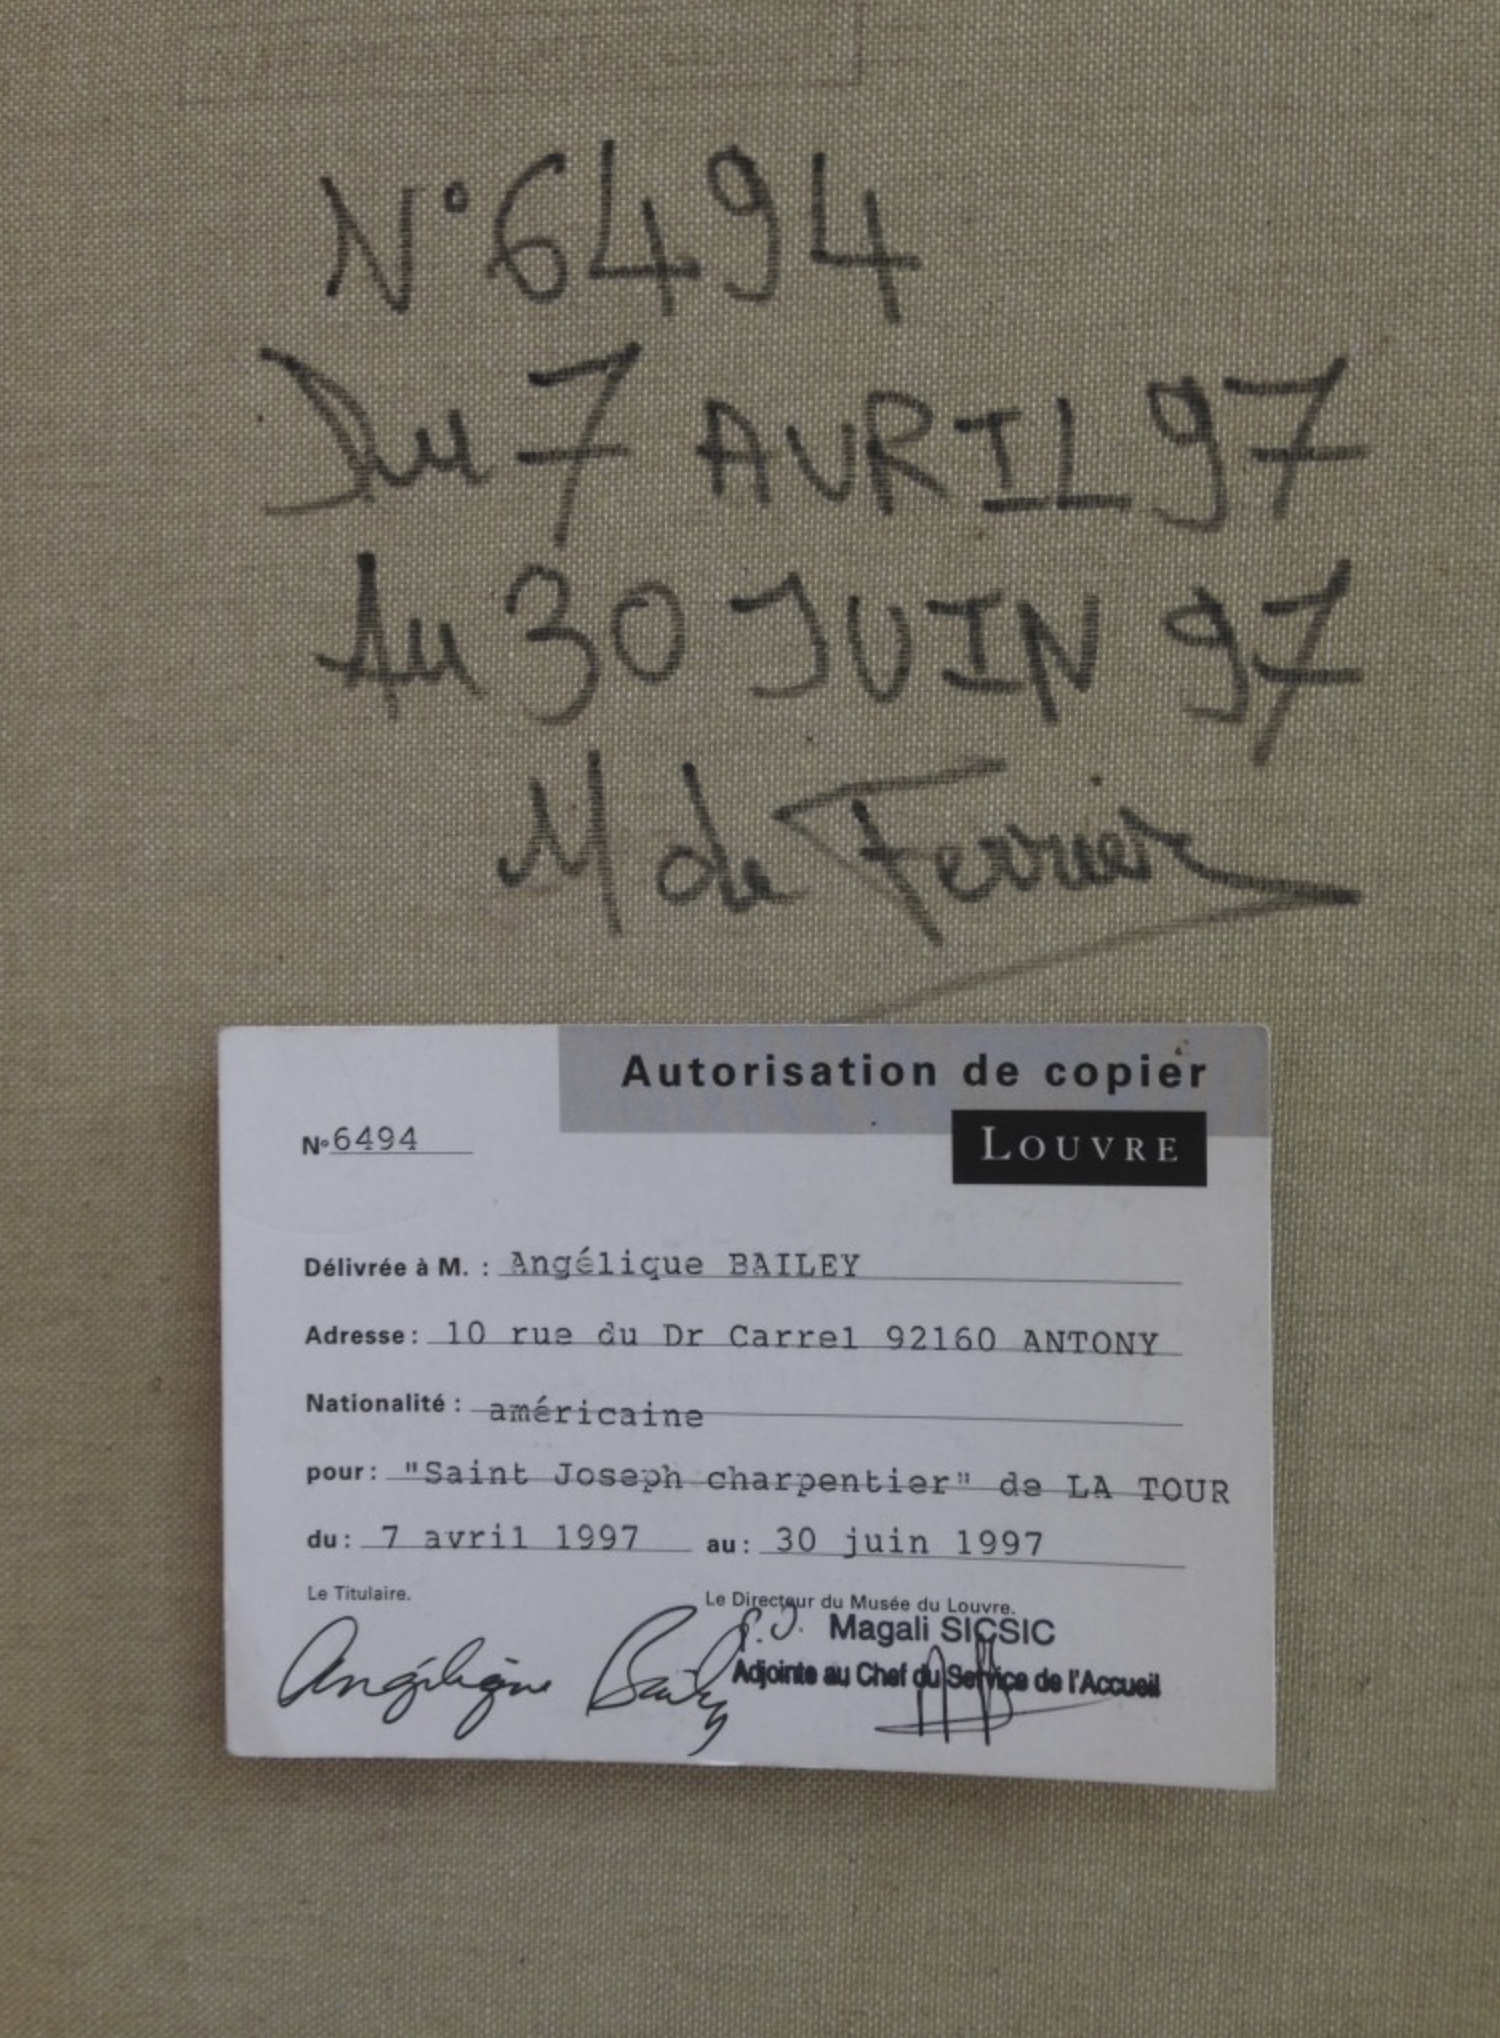 N° 6494
Du 7 AVRIL 97
Au 30 JUIN 97
M de Ferrier
Autorisation de copier
LOUVRE
N° 6494
Délivrée à M. : Angélique BAILEY
Adresse : 10 rue du Dr Carrel 92160 ANTONY
Nationalité : américaine
pour : "Saint Joseph charpentier" de LA TOUR
du : 7 avril 1997 au : 30 juin 1997
Le Titulaire. Le Directeur du Musée du Louvre.
P.O. Magali SICSIC
Adjointe au Chef du Service de l'Accueil
Angélique Bailey